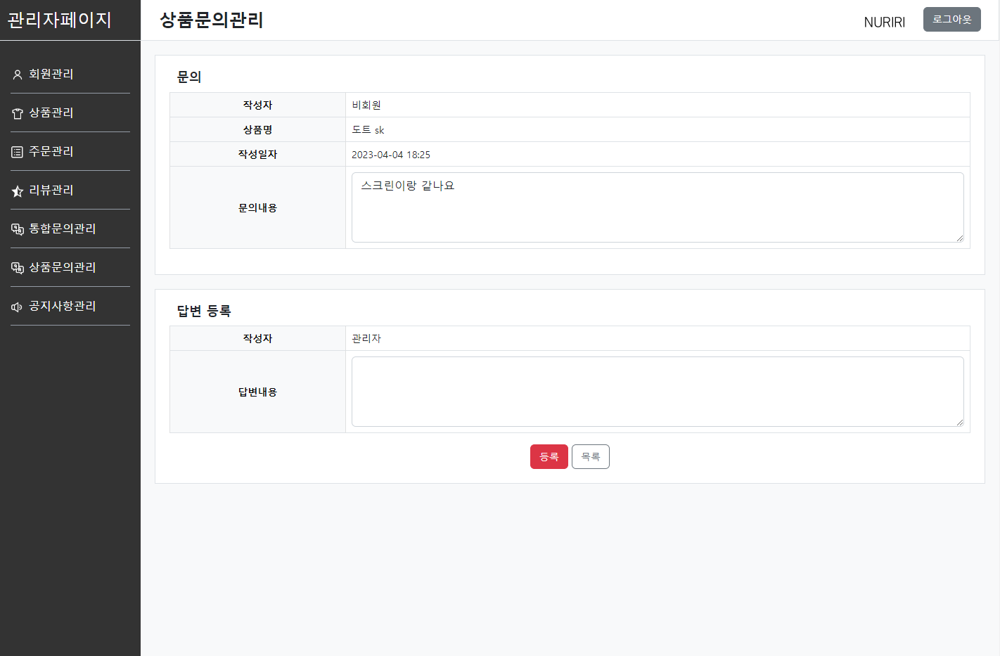 관리자페이지
상품문의관리
NURIRI
로그아웃
회원관리
상품관리
주문관리
리뷰관리
통합문의관리
상품문의관리
공지사항관리
문의
작성자 비회원
상품명 도트 sk
작성일자 2023-04-04 18:25
문의내용 스크린이랑 같나요
답변 등록
작성자 관리자
답변내용
등록 목록